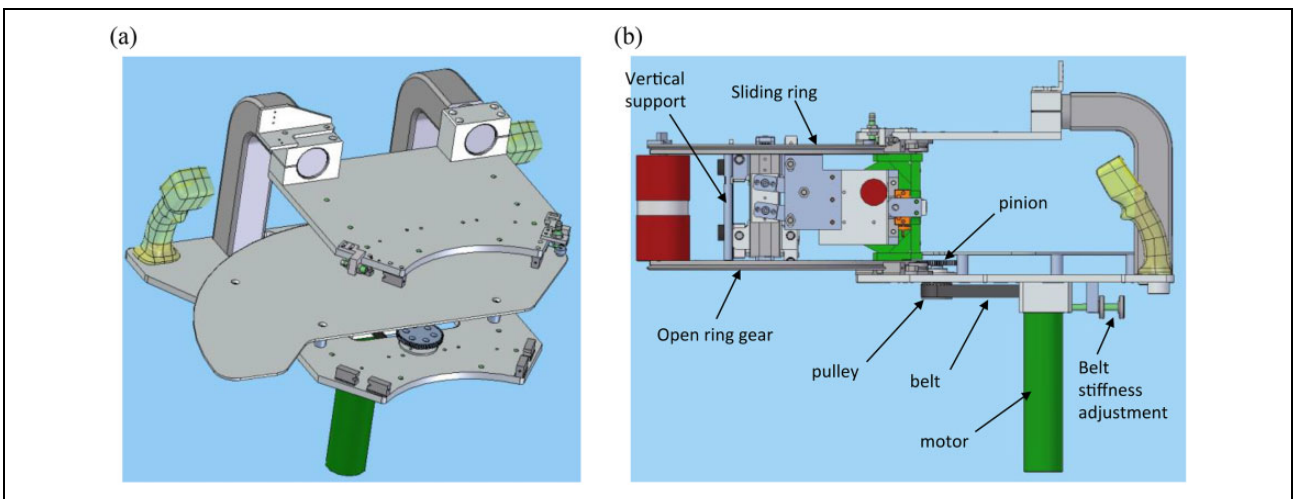 (a)
(b)
Vertical
support
Sliding ring
pinion
Open ring gear
pulley
belt
Belt
stiffness
adjustment
motor